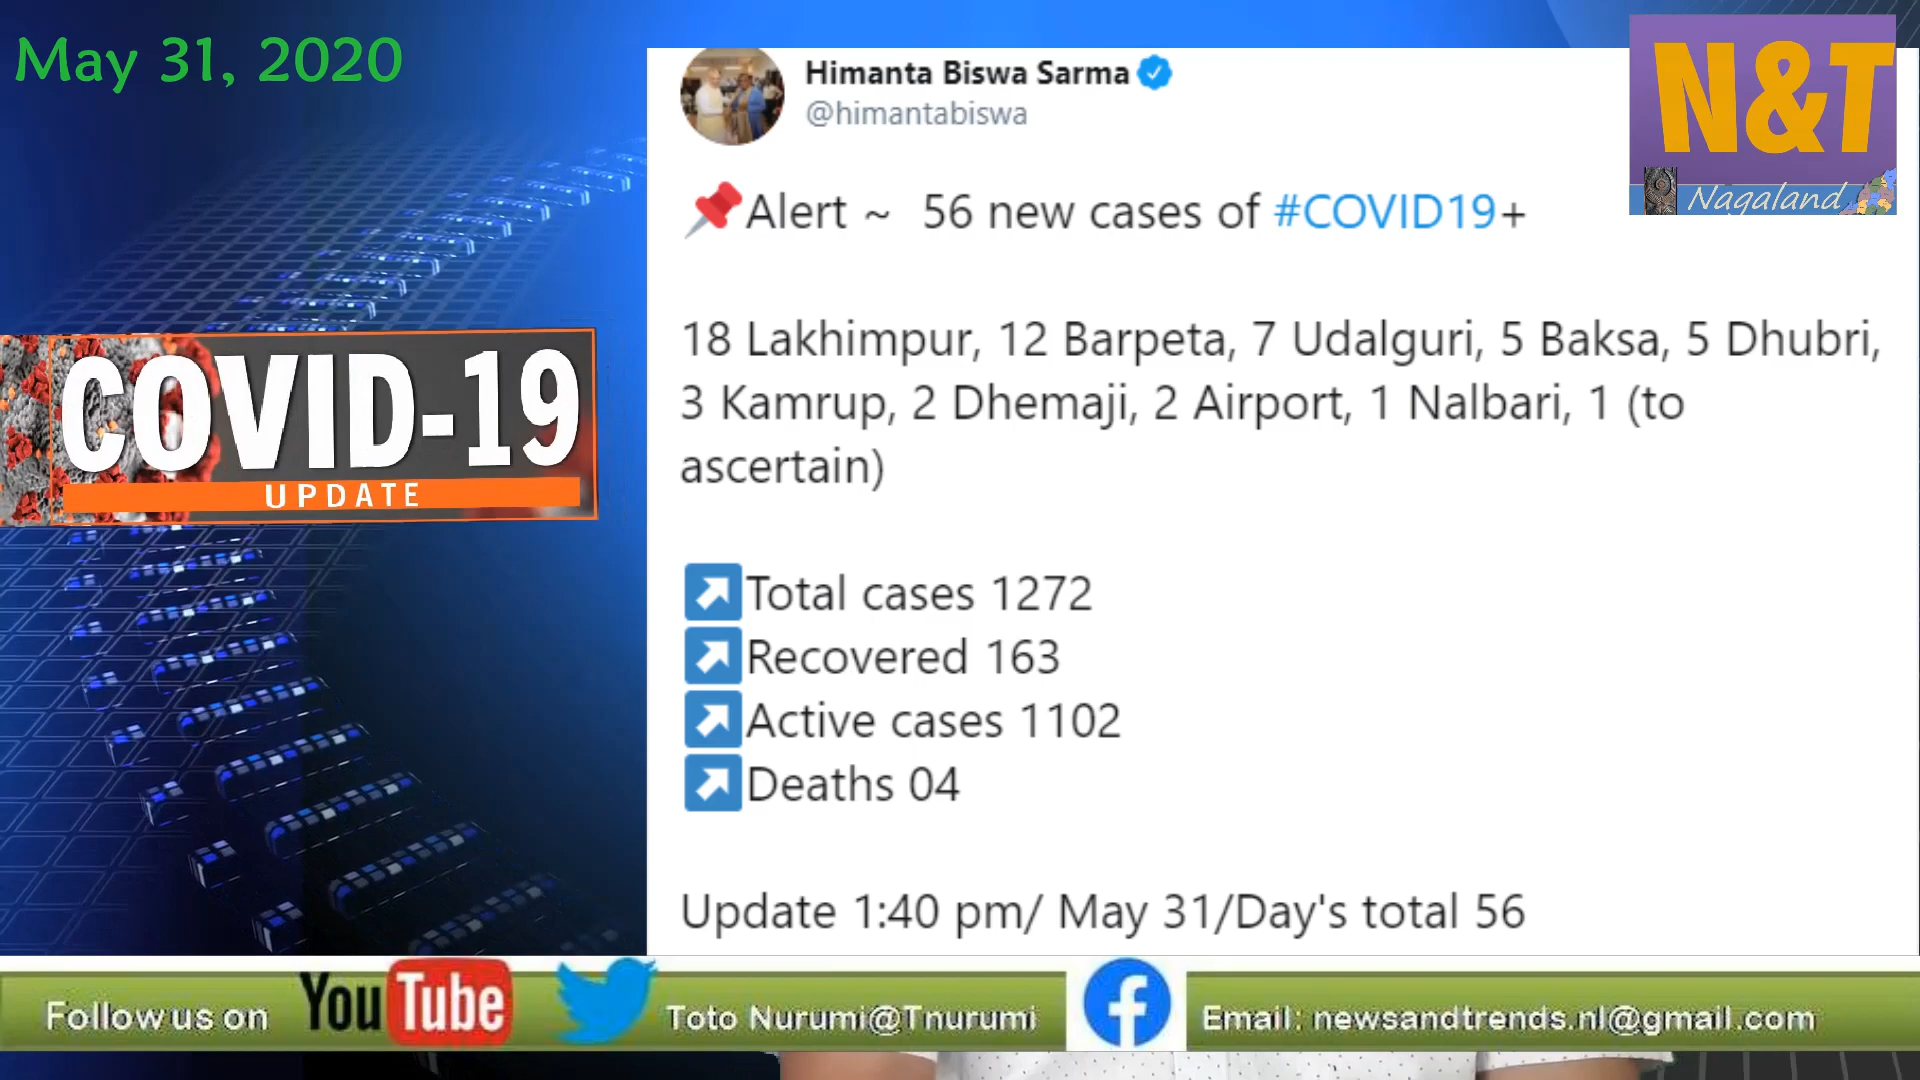 May 31, 2020
Himanta Biswa Sarma
@himantabiswa
N&T
Nagaland
Alert ~ 56 new cases of #COVID19+
18 Lakhimpur, 12 Barpeta, 7 Udalguri, 5 Baksa, 5 Dhubri,
3 Kamrup, 2 Dhemaji, 2 Airport, 1 Nalbari, 1 (to
ascertain)
COVID-19
UPDATE
Total cases 1272
Recovered 163
Active cases 1102
Deaths 04
Update 1:40 pm/ May 31/Day's total 56
Follow us on YouTube Toto Nurumi@Tnurumi f Email: newsandtrends.nl@gmail.com